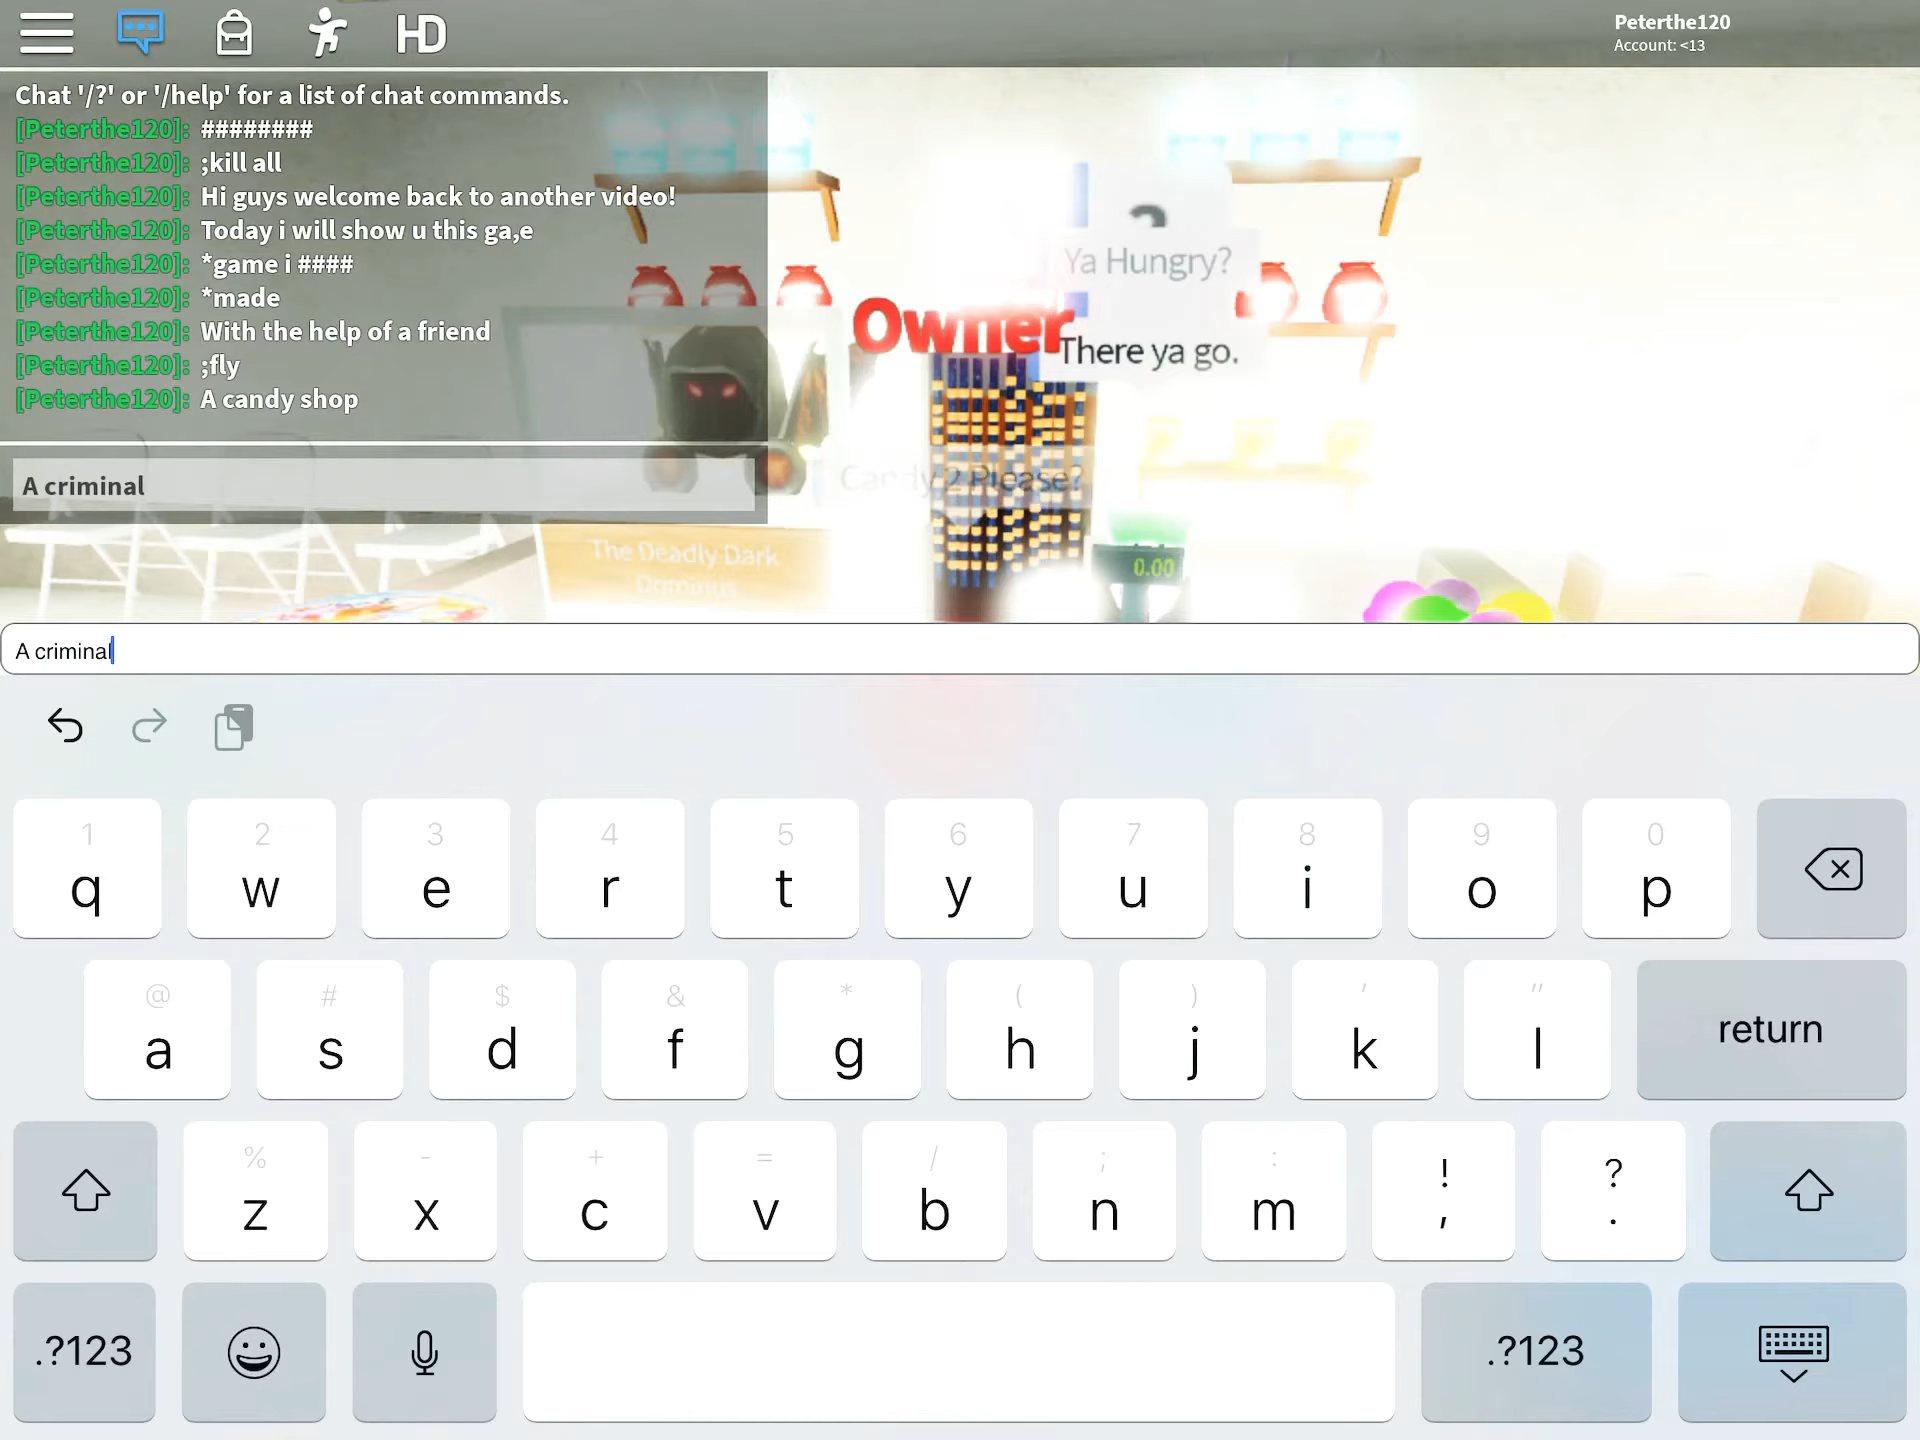 HD
Peterthe120
Account: <13
Chat '/?' or '/help' for a list of chat commands.
[Peterthe120]: ########
[Peterthe120]: ;kill all
[Peterthe120]: Hi guys welcome back to another video!
[Peterthe120]: Today i will show u this ga,e
[Peterthe120]: *game i ####
[Peterthe120]: *made
[Peterthe120]: With the help of a friend
[Peterthe120]: ;fly
[Peterthe120]: A candy shop
A criminal
Ya Hungry?
Owner
There ya go.
Candy 2 Please?
The Deadly Dark
Dominus
0.00
A criminal
1 2 3 4 5 6 7 8 9 0
q w e r t y u i o p
@ # $ & * ( ) ' "
a s d f g h j k l return
% - + = / ; : ! ?
z x c v b n m , .
.?123 .?123